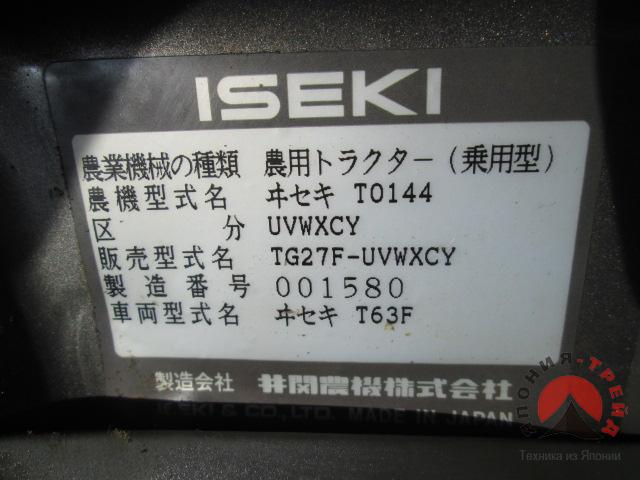 ISEKI
農業機械の種類 農用トラクター(乗用型)
農機型式名 ヰセキ T0144
区分 UVWXCY
販売型式名 TG27F-UVWXCY
製造番号 001580
車両型式名 ヰセキ T63F
製造会社 井関農機株式会社
ISEKI & CO., LTD. MADE IN JAPAN
ЯПОНИЯ-ТРЕЙД
Техника из Японии